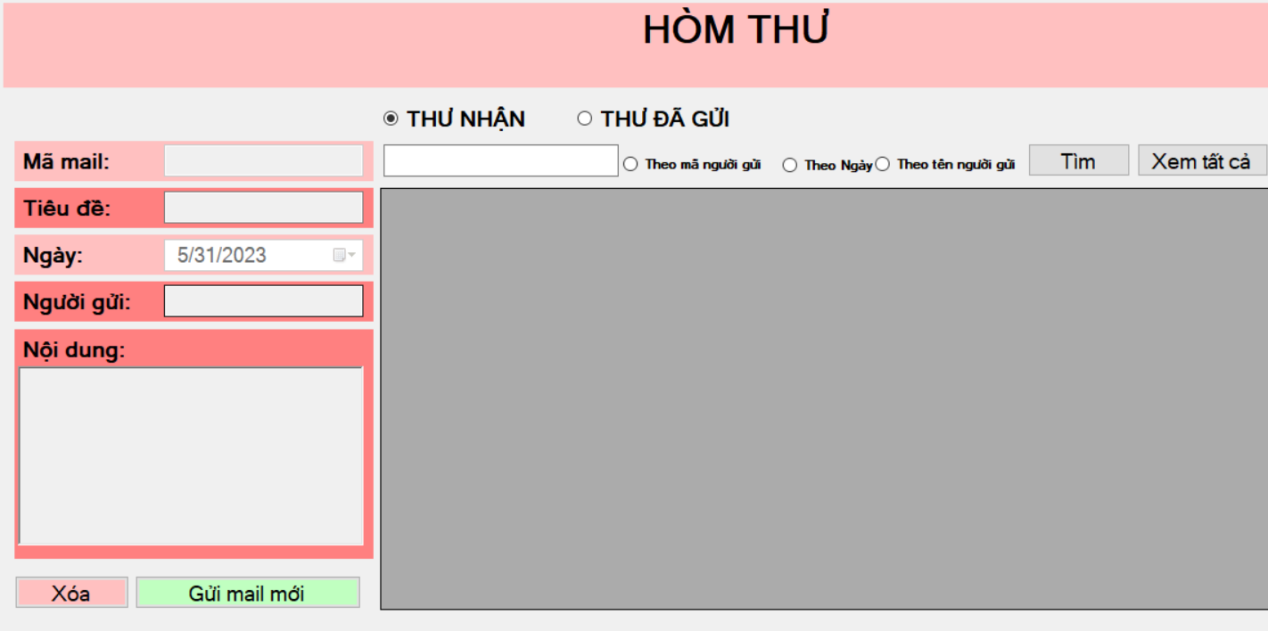 HÒM THƯ
THƯ NHẬN THƯ ĐÃ GỬI
Mã mail: Theo mã người gửi Theo Ngày Theo tên người gửi Tìm Xem tất cả
Tiêu đề:
Ngày: 5/31/2023
Người gửi:
Nội dung:
Xóa Gửi mail mới